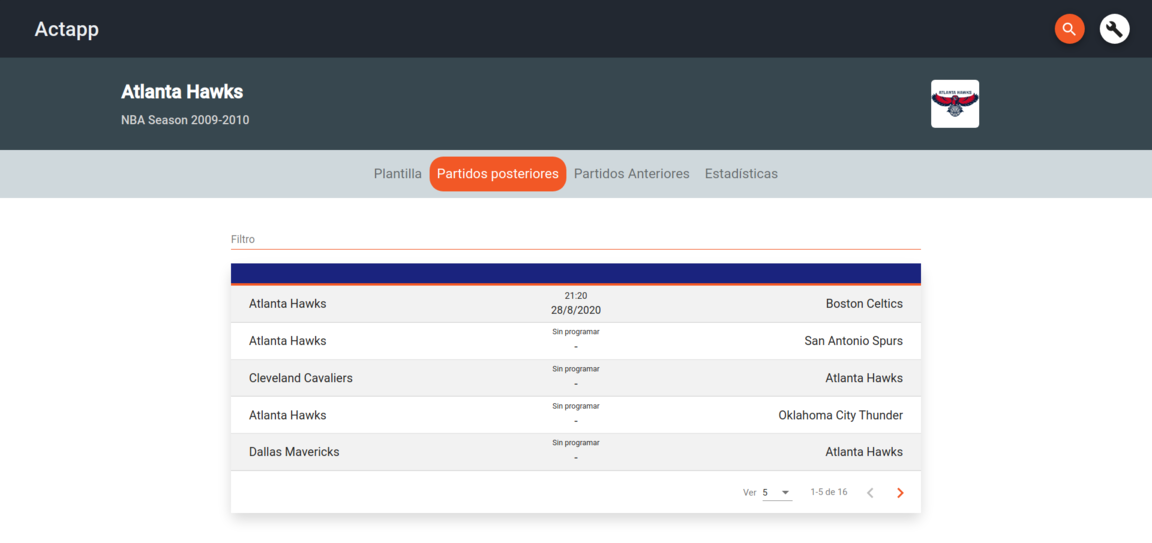 Actapp
Atlanta Hawks
NBA Season 2009-2010
ATLANTA HAWKS
Plantilla Partidos posteriores Partidos Anteriores Estadísticas
Filtro
Atlanta Hawks 21:20 28/8/2020 Boston Celtics
Atlanta Hawks Sin programar - San Antonio Spurs
Cleveland Cavaliers Sin programar - Atlanta Hawks
Atlanta Hawks Sin programar - Oklahoma City Thunder
Dallas Mavericks Sin programar - Atlanta Hawks
Ver 5 1-5 de 16